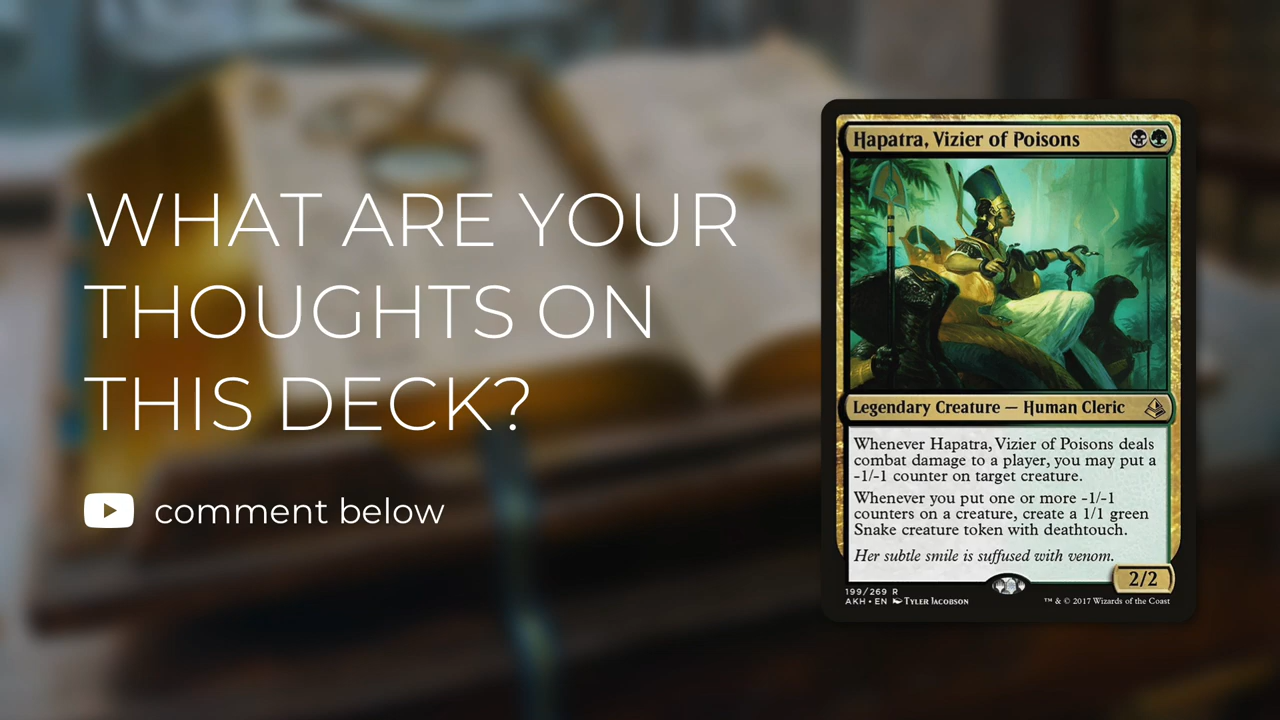 WHAT ARE YOUR
THOUGHTS ON
THIS DECK?
comment below
Hapatra, Vizier of Poisons
Legendary Creature — Human Cleric
Whenever Hapatra, Vizier of Poisons deals
combat damage to a player, you may put a
-1/-1 counter on target creature.
Whenever you put one or more -1/-1
counters on a creature, create a 1/1 green
Snake creature token with deathtouch.
Her subtle smile is suffused with venom.
2/2
199/269 R
AKH • EN Tyler Jacobson
™ & © 2017 Wizards of the Coast